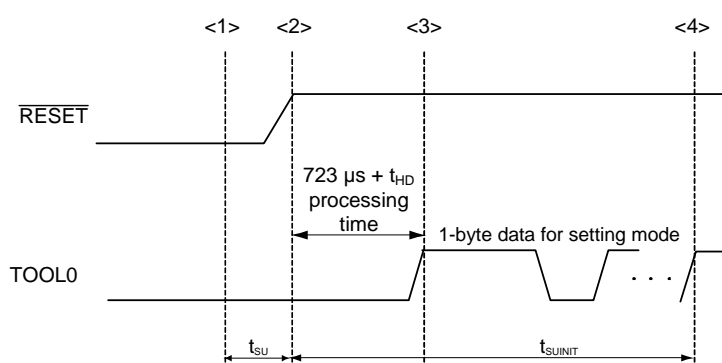 <1> <2> <3> <4>
RESET
723 µs + tHD
processing
time
1-byte data for setting mode
TOOL0
. . .
tSU
tSUINIT